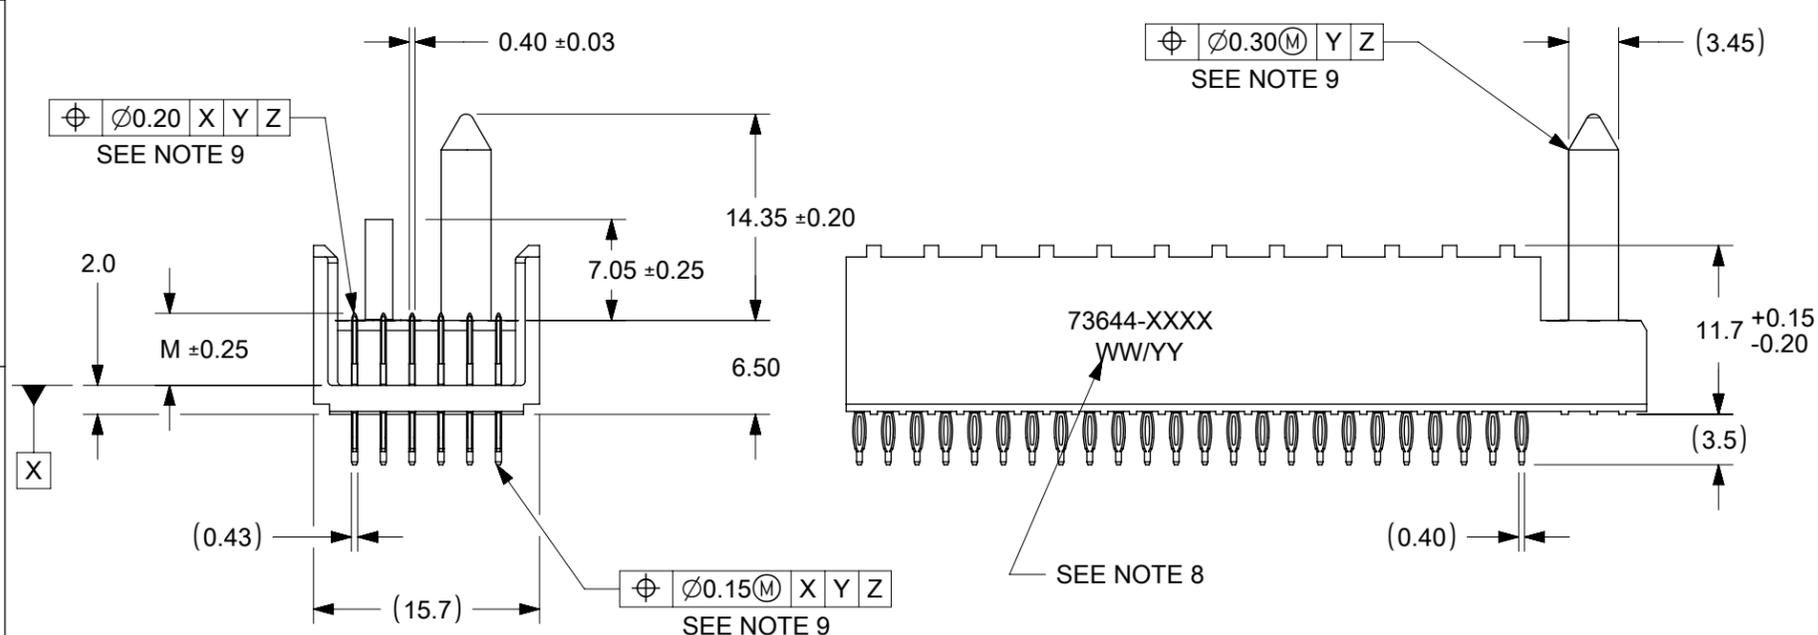 0.40 ±0.03
⌖ ∅0.20 X Y Z
SEE NOTE 9
14.35 ±0.20
7.05 ±0.25
2.0
M ±0.25
6.50
X
(0.43)
(15.7)
⌖ ∅0.15Ⓜ X Y Z
SEE NOTE 9
⌖ ∅0.30Ⓜ Y Z
SEE NOTE 9
(3.45)
73644-XXXX
WW/YY
11.7 +0.15
-0.20
(3.5)
(0.40)
SEE NOTE 8